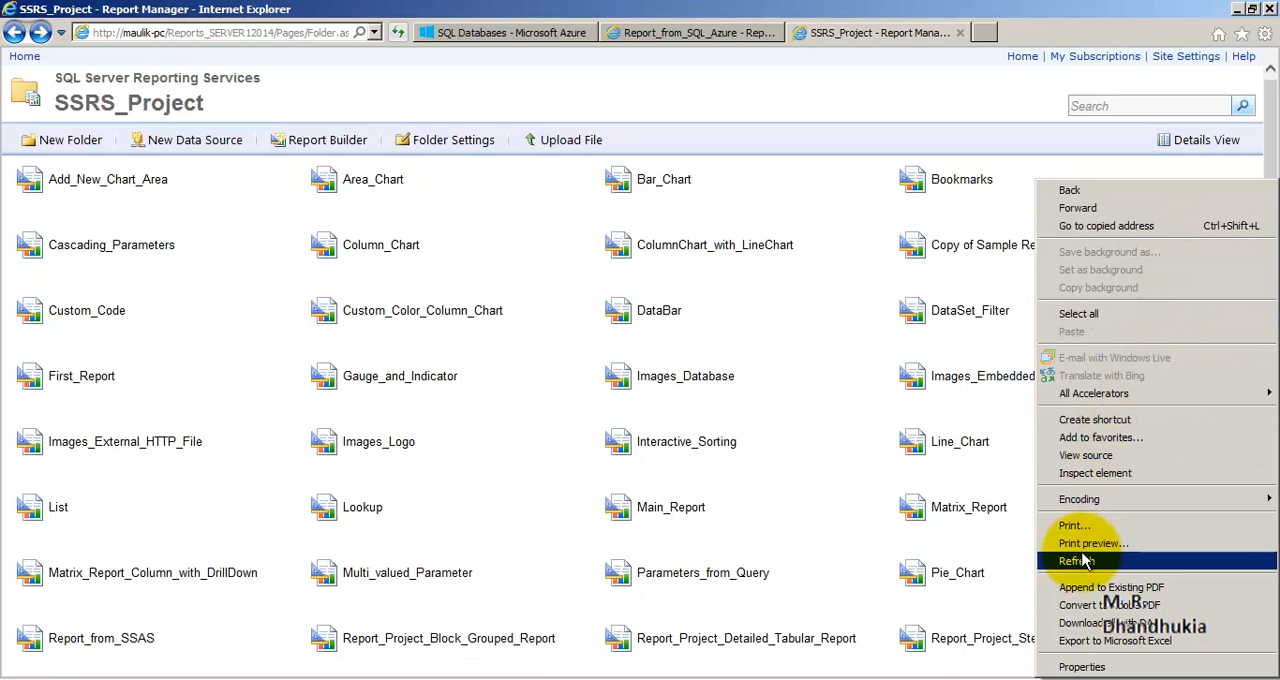 SSRS_Project - Report Manager - Internet Explorer
http://maulik-pc/Reports_SERVER12014/Pages/Folder.as
SQL Databases - Microsoft Azure
Report_from_SQL_Azure - Rep...
SSRS_Project - Report Mana...
Home
Home | My Subscriptions | Site Settings | Help
SQL Server Reporting Services
SSRS_Project
Search
New Folder
New Data Source
Report Builder
Folder Settings
Upload File
Details View
Add_New_Chart_Area
Area_Chart
Bar_Chart
Bookmarks
Cascading_Parameters
Column_Chart
ColumnChart_with_LineChart
Copy of Sample Re
Custom_Code
Custom_Color_Column_Chart
DataBar
DataSet_Filter
First_Report
Gauge_and_Indicator
Images_Database
Images_Embedded
Images_External_HTTP_File
Images_Logo
Interactive_Sorting
Line_Chart
List
Lookup
Main_Report
Matrix_Report
Matrix_Report_Column_with_DrillDown
Multi_valued_Parameter
Parameters_from_Query
Pie_Chart
Report_from_SSAS
Report_Project_Block_Grouped_Report
Report_Project_Detailed_Tabular_Report
Report_Project_Ste
Back
Forward
Go to copied address Ctrl+Shift+L
Save background as...
Set as background
Copy background
Select all
Paste
E-mail with Windows Live
Translate with Bing
All Accelerators
Create shortcut
Add to favorites...
View source
Inspect element
Encoding
Print...
Print preview...
Refresh
Append to Existing PDF
Convert to PDF
Download all with
Export to Microsoft Excel
Properties
M. R.
Dhandhukia